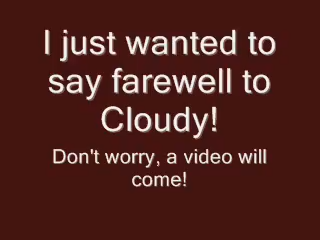 I just wanted to
say farewell to
Cloudy!
Don't worry, a video will
come!